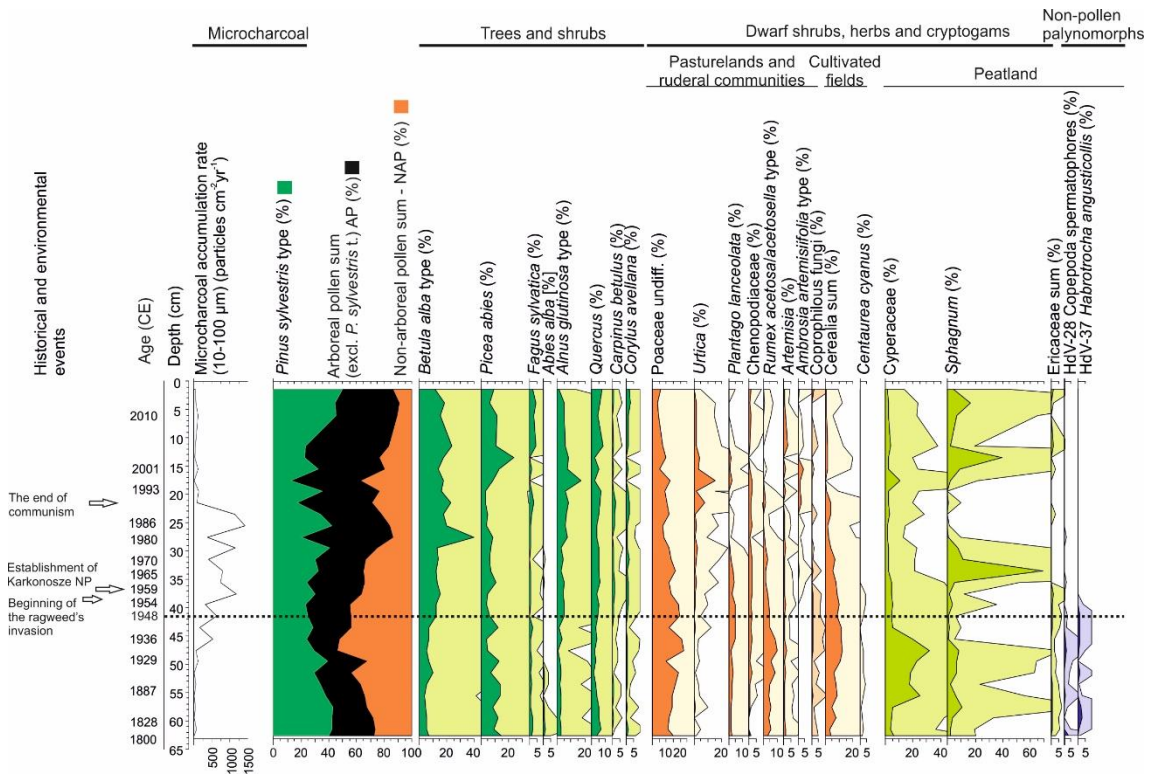 Microcharcoal
Trees and shrubs
Dwarf shrubs, herbs and cryptogams
Non-pollen
palynomorphs
Pasturelands and
ruderal communities
Cultivated
fields
Peatland
Historical and environmental
events
Age (CE)
Depth (cm)
Microcharcoal accumulation rate
(10-100 µm) (particles cm⁻²yr⁻¹)
Pinus sylvestris type (%)
Arboreal pollen sum
(excl. P. sylvestris t.) AP (%)
Non-arboreal pollen sum - NAP (%)
Betula alba type (%)
Picea abies (%)
Fagus sylvatica (%)
Abies alba [%]
Alnus glutinosa type (%)
Quercus (%)
Carpinus betulus (%)
Corylus avellana (%)
Poaceae undiff. (%)
Urtica (%)
Plantago lanceolata (%)
Chenopodiaceae (%)
Rumex acetosa/acetosella type (%)
Artemisia (%)
Ambrosia artemisiifolia type (%)
Coprophilous fungi (%)
Cerealia sum (%)
Centaurea cyanus (%)
Cyperaceae (%)
Sphagnum (%)
Ericaceae sum (%)
HdV-28 Copepoda spermatophores (%)
HdV-37 Habrotrocha angusticollis (%)
0
2010 5
10
2001 15
1993 20
The end of
communism
1986 25
1980 30
1970
Establishment of
Karkonosze NP
1965 35
1959
Beginning of
the ragweed's
invasion
1954 40
1948
1936 45
1929 50
1887 55
1828 60
1800 65
500 1000 1500
0 20 40 60 80 100
20 40
20
5
5
20
10
5
5
10 20
10
5
5
10
5
5
5
20
5
20 40
20 40 60
5
5
5